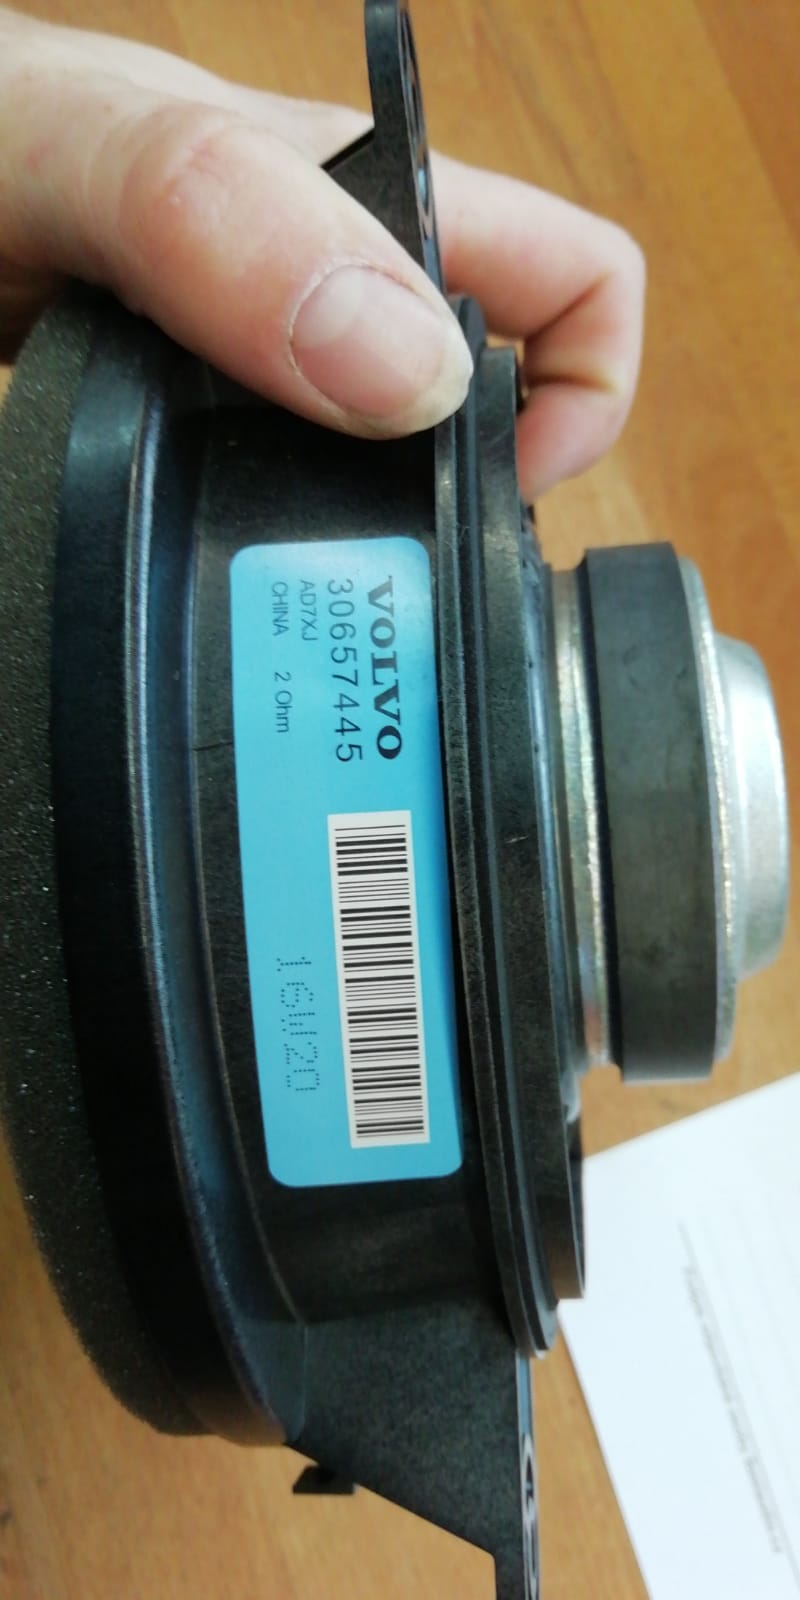 VOLVO
30657445
AD7XJ
CHINA 2 Ohm
16W20